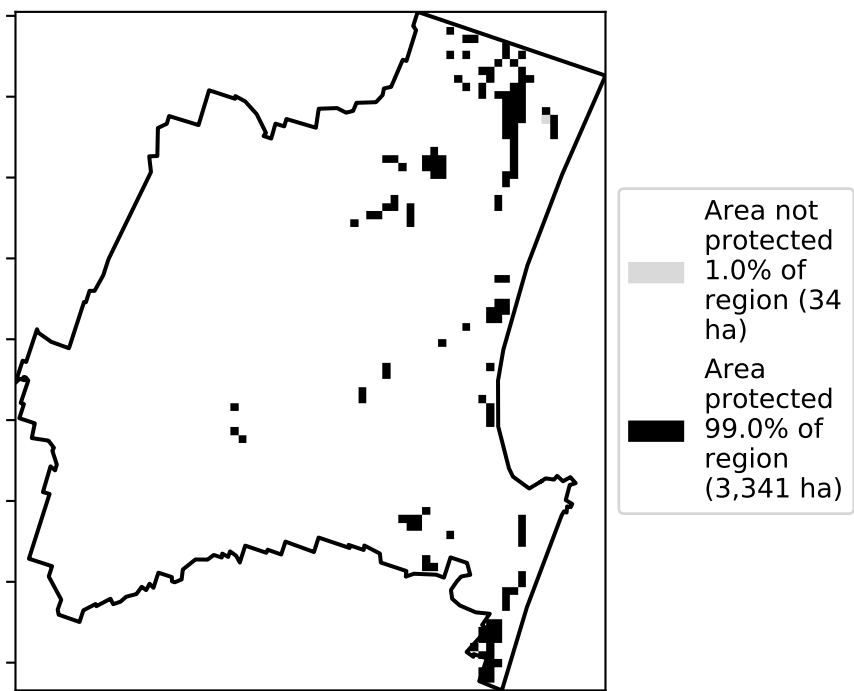 Area not
protected
1.0% of
region (34
ha)
Area
protected
99.0% of
region
(3,341 ha)